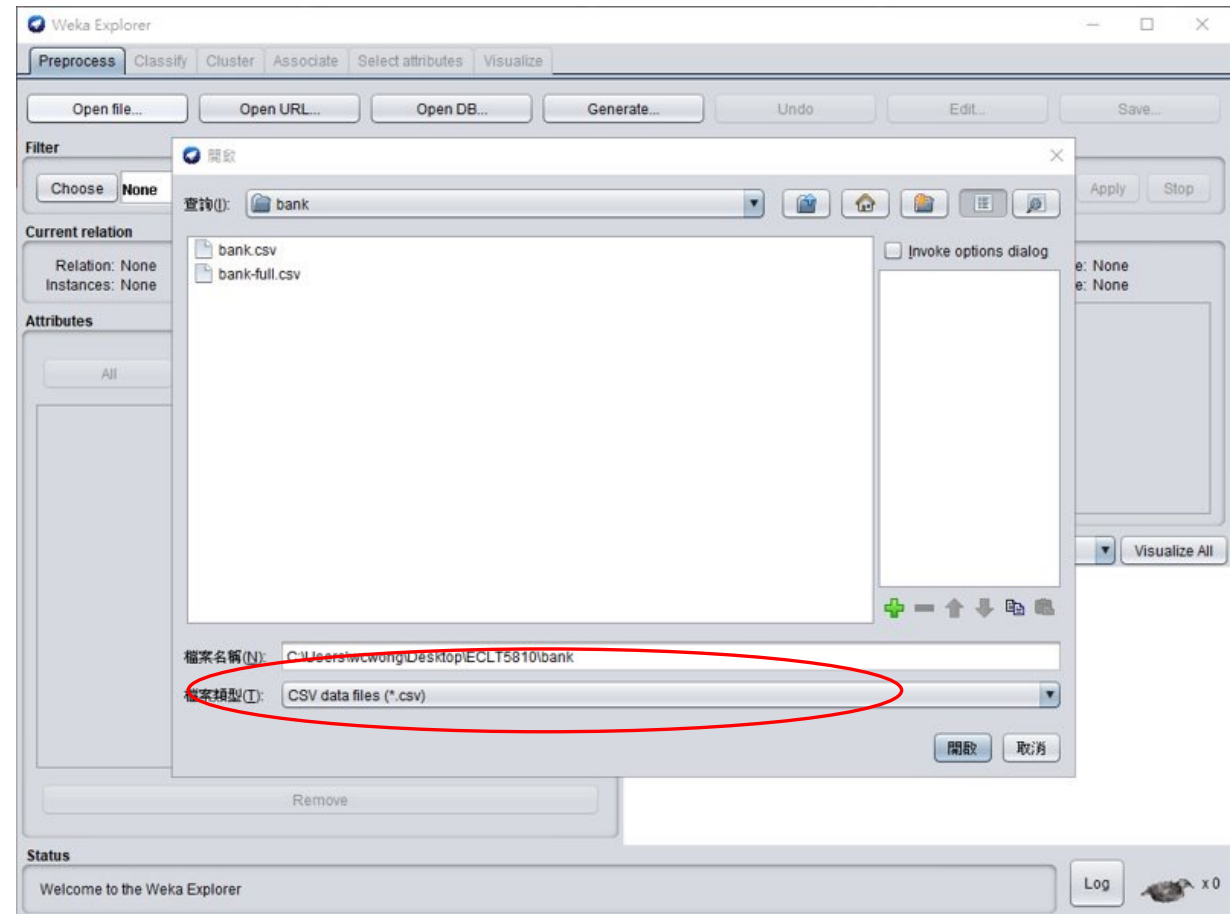 Weka Explorer
Preprocess Classify Cluster Associate Select attributes Visualize
Open file... Open URL... Open DB... Generate... Undo Edit... Save...
Filter
Choose None
Apply Stop
開啟
查詢(I): bank
bank.csv
bank-full.csv
Invoke options dialog
Current relation
Relation: None
Instances: None
e: None
e: None
Attributes
All
Visualize All
檔案名稱(N): C:\Users\wcwong\Desktop\ECLT5810\bank
檔案類型(T): CSV data files (*.csv)
開啟 取消
Remove
Status
Welcome to the Weka Explorer
Log x 0